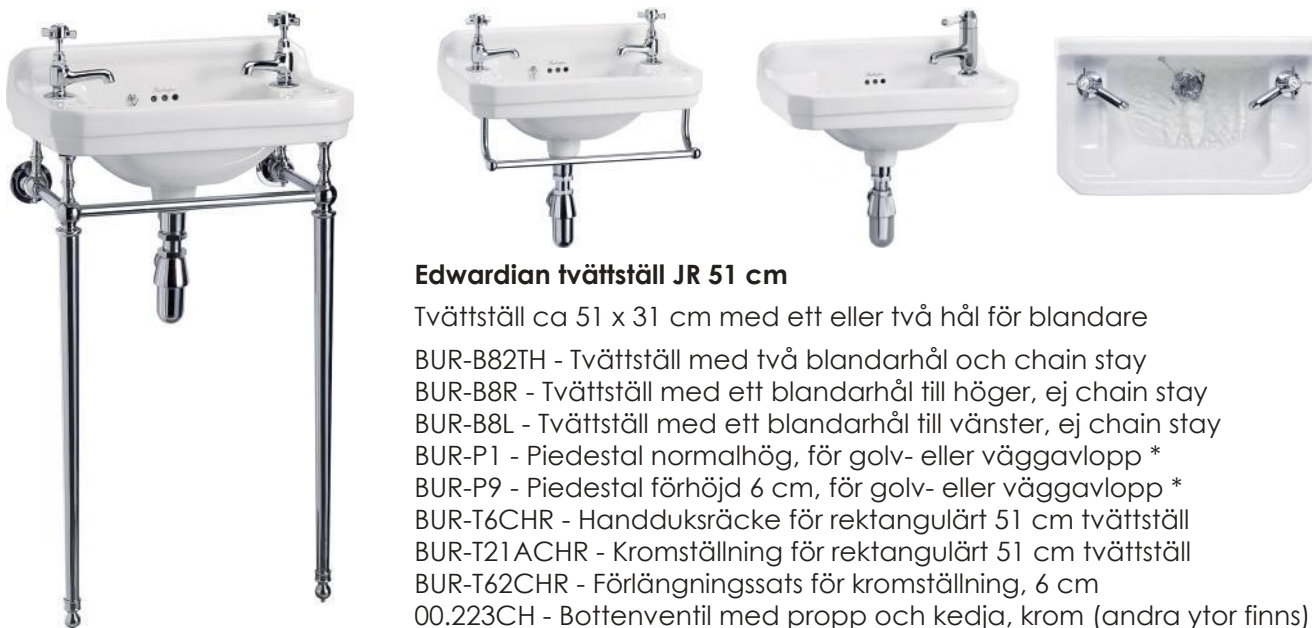 Edwardian tvättställ JR 51 cm
Tvättställ ca 51 x 31 cm med ett eller två hål för blandare
BUR-B82TH - Tvättställ med två blandarhål och chain stay
BUR-B8R - Tvättställ med ett blandarhål till höger, ej chain stay
BUR-B8L - Tvättställ med ett blandarhål till vänster, ej chain stay
BUR-P1 - Piedestal normalhög, för golv- eller väggavlopp *
BUR-P9 - Piedestal förhöjd 6 cm, för golv- eller väggavlopp *
BUR-T6CHR - Handduksräcke för rektangulärt 51 cm tvättställ
BUR-T21ACHR - Kromställning för rektangulärt 51 cm tvättställ
BUR-T62CHR - Förlängningssats för kromställning, 6 cm
00.223CH - Bottenventil med propp och kedja, krom (andra ytor finns)